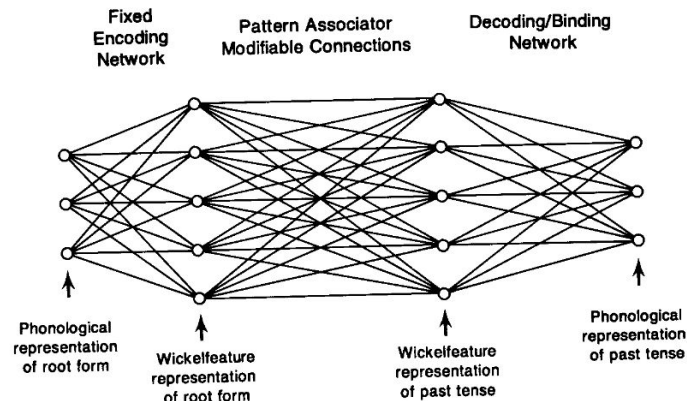 Fixed
Encoding
Network
Pattern Associator
Modifiable Connections
Decoding/Binding
Network
Phonological
representation
of root form
Wickelfeature
representation
of root form
Wickelfeature
representation
of past tense
Phonological
representation
of past tense